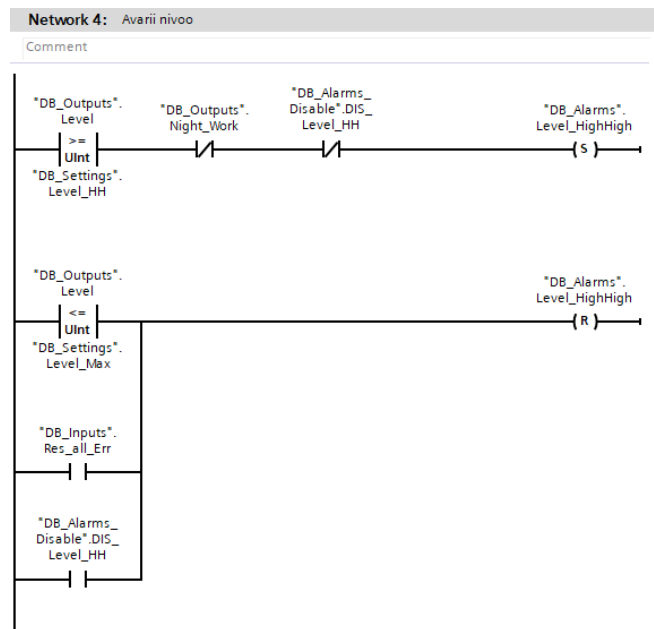 Network 4: Avarii nivoo
Comment
"DB_Outputs".
Level
>=
UInt
"DB_Settings".
Level_HH
"DB_Outputs".
Night_Work
"DB_Alarms_
Disable".DIS_
Level_HH
"DB_Alarms".
Level_HighHigh
S
"DB_Outputs".
Level
<=
UInt
"DB_Settings".
Level_Max
"DB_Alarms".
Level_HighHigh
R
"DB_Inputs".
Res_all_Err
"DB_Alarms_
Disable".DIS_
Level_HH